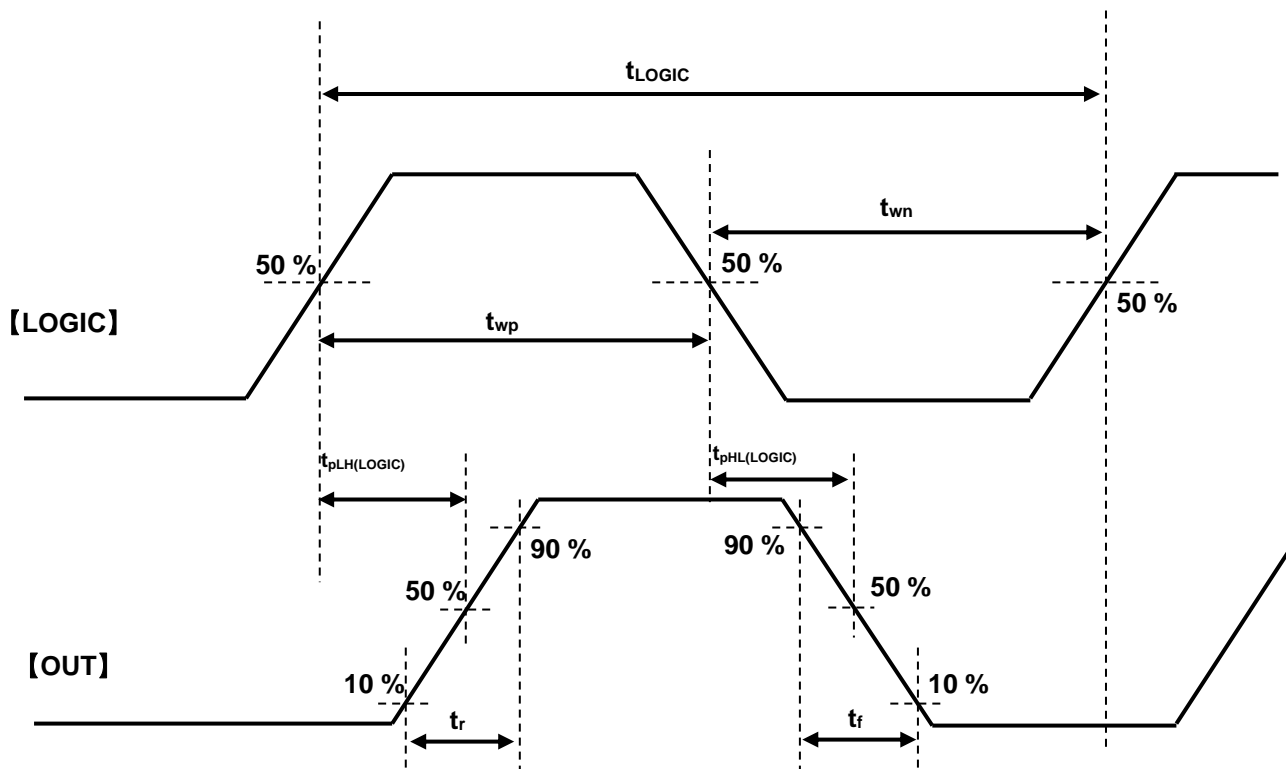 tLOGIC
twn
50 %
50 %
50 %
【LOGIC】
twp
tpLH(LOGIC)
tpHL(LOGIC)
90 %
90 %
50 %
50 %
【OUT】
10 %
10 %
tr
tf